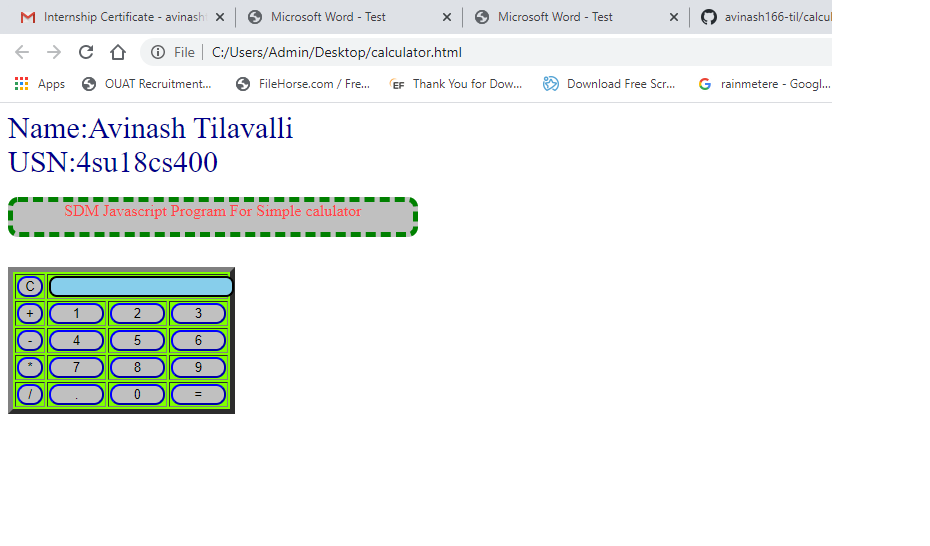 Internship Certificate - avinash
Microsoft Word - Test
Microsoft Word - Test
avinash166-til/calcul
File
C:/Users/Admin/Desktop/calculator.html
Apps
OUAT Recruitment...
FileHorse.com / Fre...
EF Thank You for Dow...
Download Free Scr...
rainmetere - Googl...
Name:Avinash Tilavalli
USN:4su18cs400
SDM Javascript Program For Simple calulator
C
+ 1 2 3
- 4 5 6
* 7 8 9
/ . 0 =